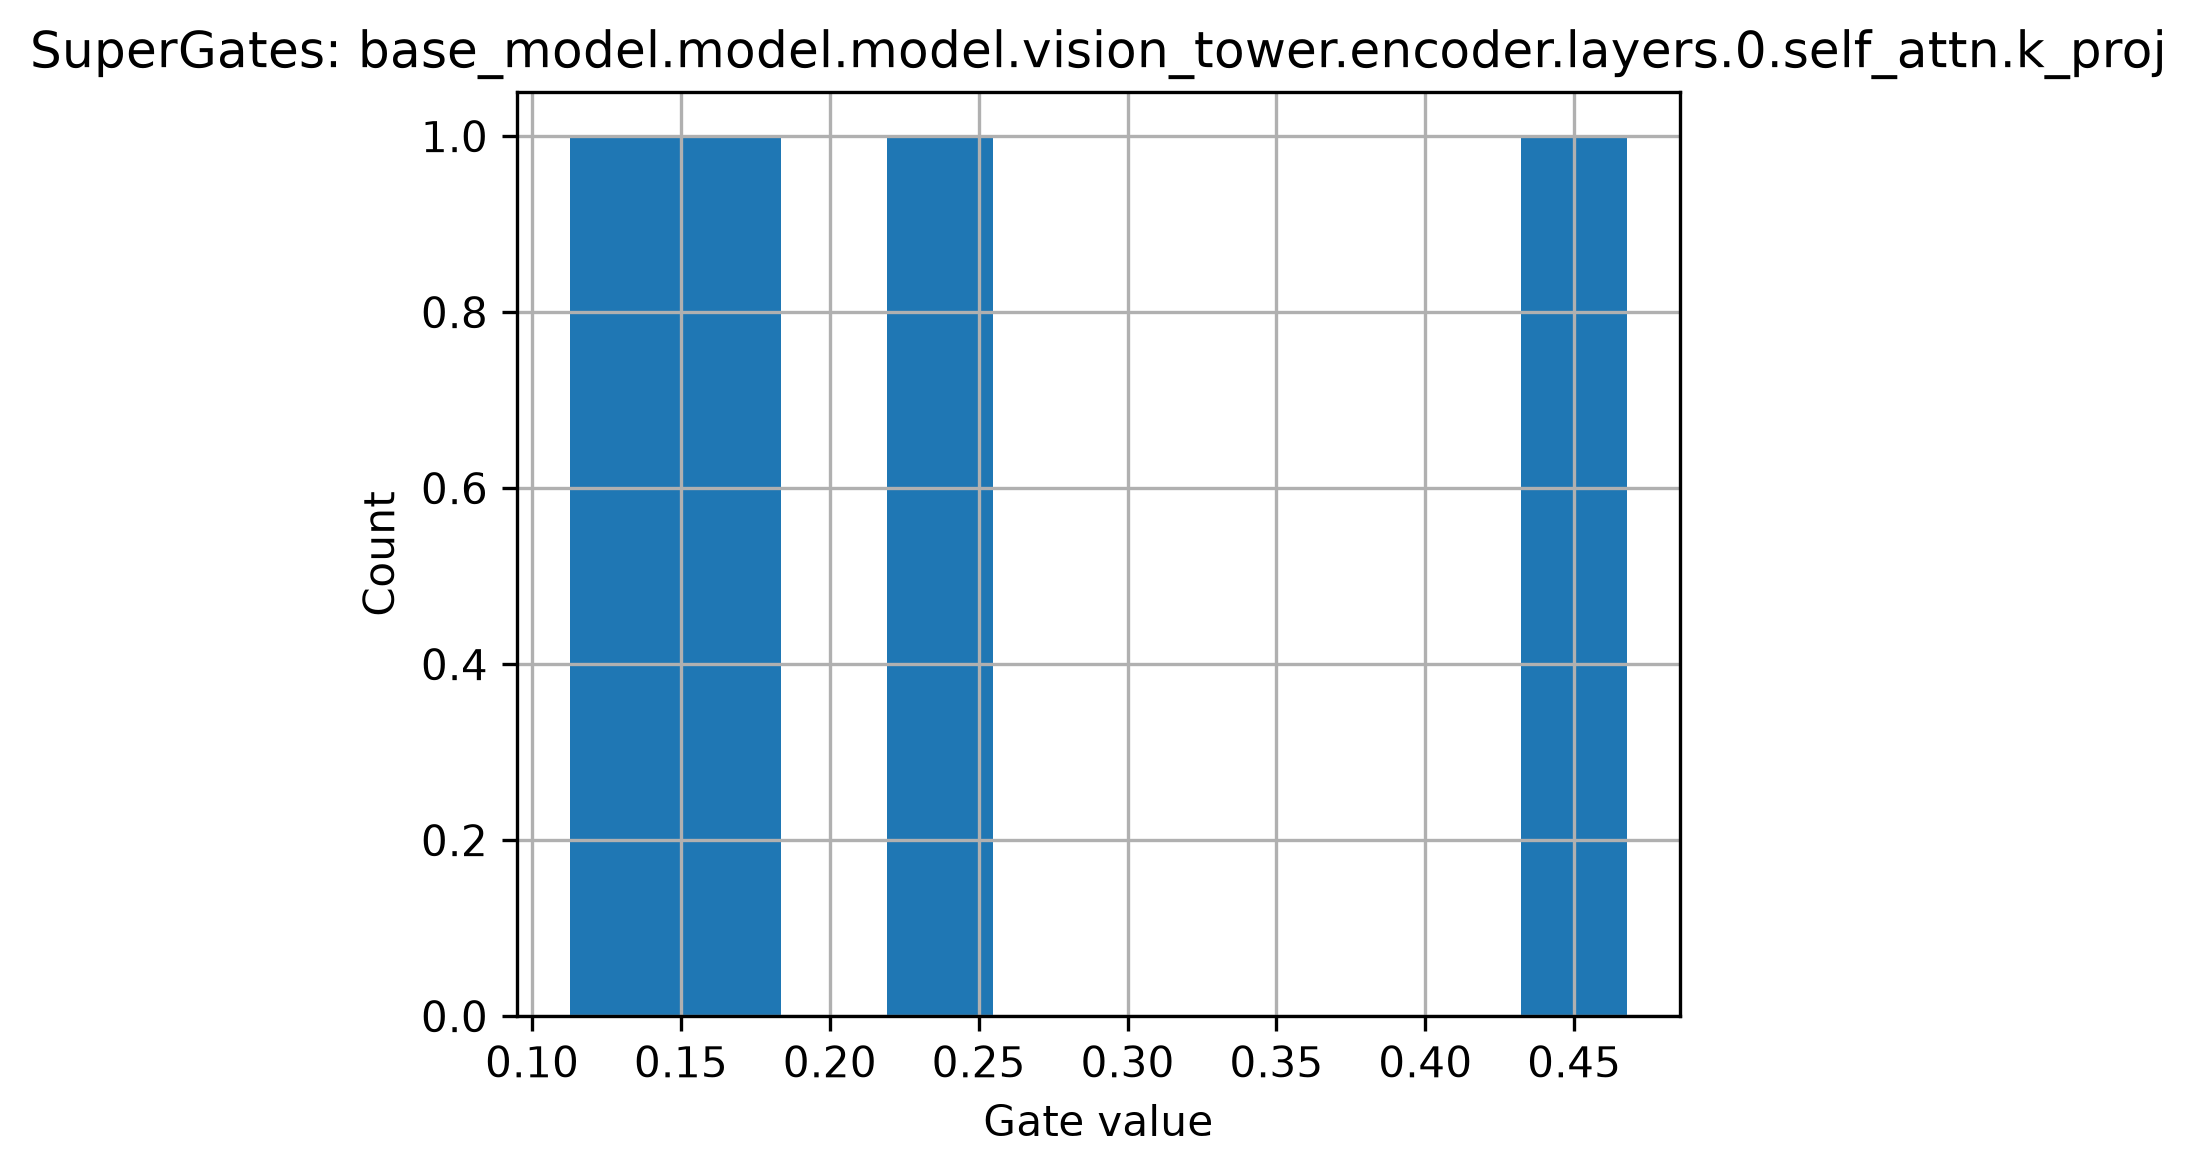 SuperGates: base_model.model.model.vision_tower.encoder.layers.0.self_attn.k_proj
1.0
0.8
0.6
0.4
0.2
0.0
Count
0.10 0.15 0.20 0.25 0.30 0.35 0.40 0.45
Gate value